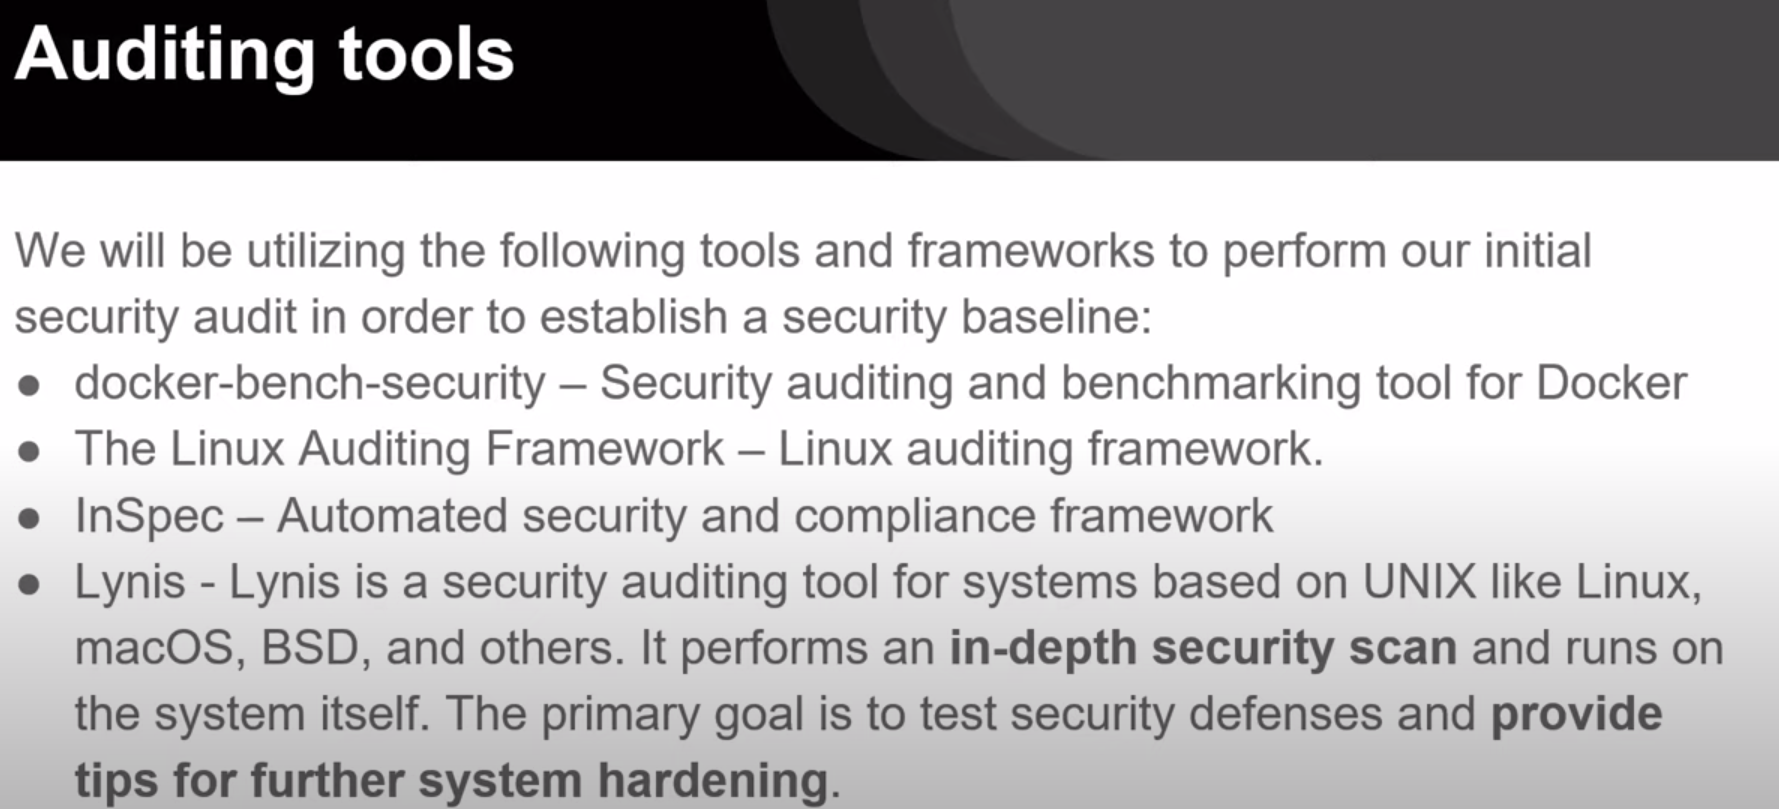 Auditing tools
We will be utilizing the following tools and frameworks to perform our initial
security audit in order to establish a security baseline:
● docker-bench-security – Security auditing and benchmarking tool for Docker
● The Linux Auditing Framework – Linux auditing framework.
● InSpec – Automated security and compliance framework
● Lynis - Lynis is a security auditing tool for systems based on UNIX like Linux,
macOS, BSD, and others. It performs an in-depth security scan and runs on
the system itself. The primary goal is to test security defenses and provide
tips for further system hardening.